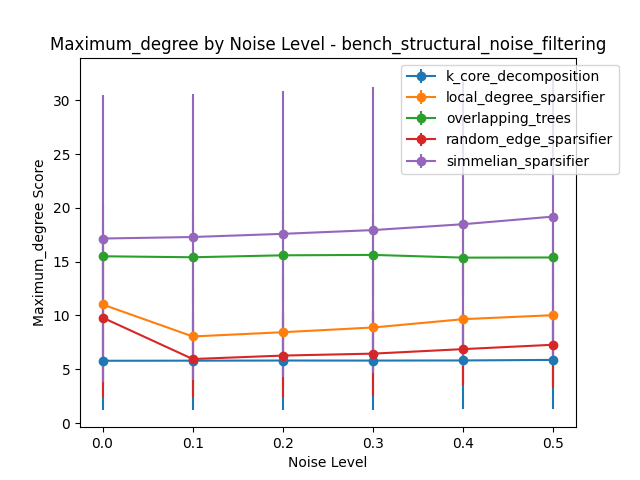 Maximum_degree by Noise Level - bench_structural_noise_filtering
k_core_decomposition
local_degree_sparsifier
overlapping_trees
random_edge_sparsifier
simmelian_sparsifier
Maximum_degree Score
30
25
20
15
10
5
0
0.0 0.1 0.2 0.3 0.4 0.5
Noise Level